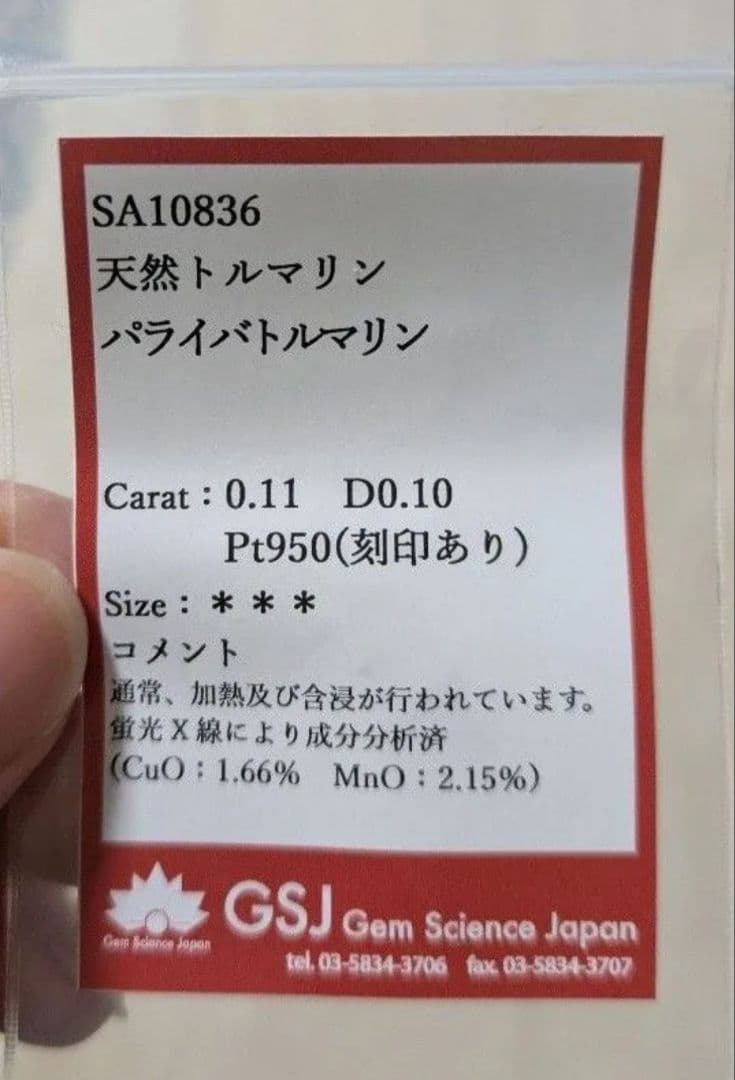 SA10836
天然トルマリン
パライバトルマリン
Carat：0.11　D0.10
Pt950(刻印あり)
Size：＊＊＊
コメント
通常、加熱及び含浸が行われています。
蛍光X線により成分分析済
(CuO：1.66%　MnO：2.15%)
GSJ Gem Science Japan
Gem Science Japan
tel. 03-5834-3706　fax. 03-5834-3707